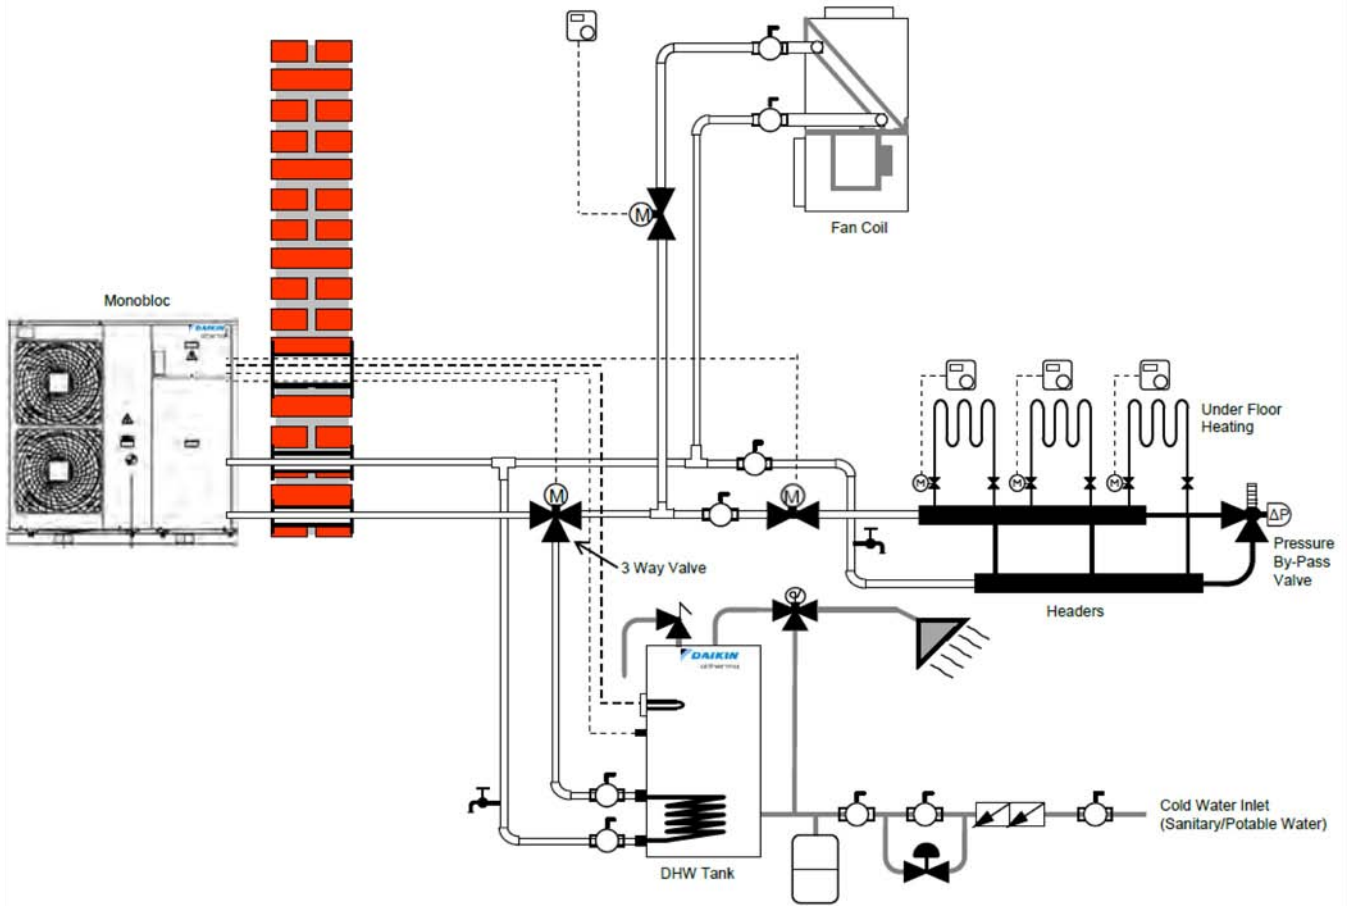 Fan Coil
M
Monobloc
DAIKIN
Under Floor
Heating
M
M
M
M
M
ΔP
Pressure
By-Pass
Valve
3 Way Valve
Headers
DAIKIN
altherma
Cold Water Inlet
(Sanitary/Potable Water)
DHW Tank